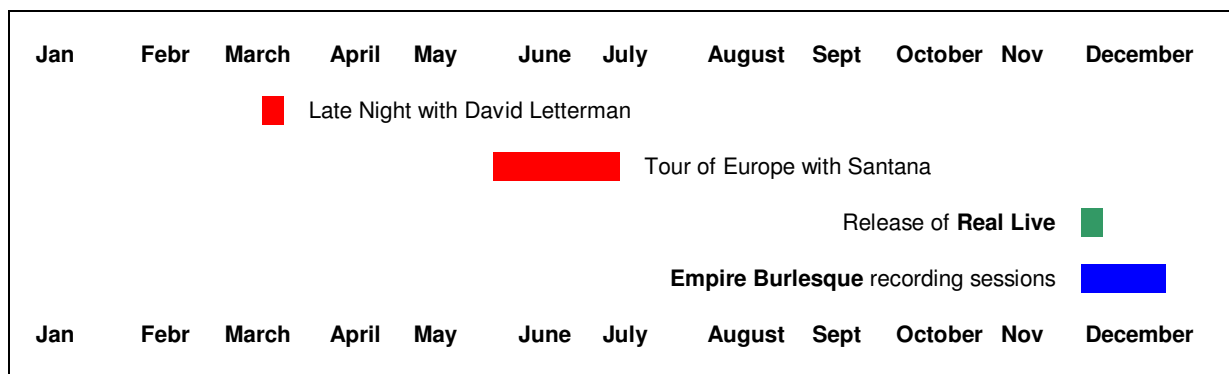 Jan Febr March April May June July August Sept October Nov December
Late Night with David Letterman
Tour of Europe with Santana
Release of Real Live
Empire Burlesque recording sessions
Jan Febr March April May June July August Sept October Nov December